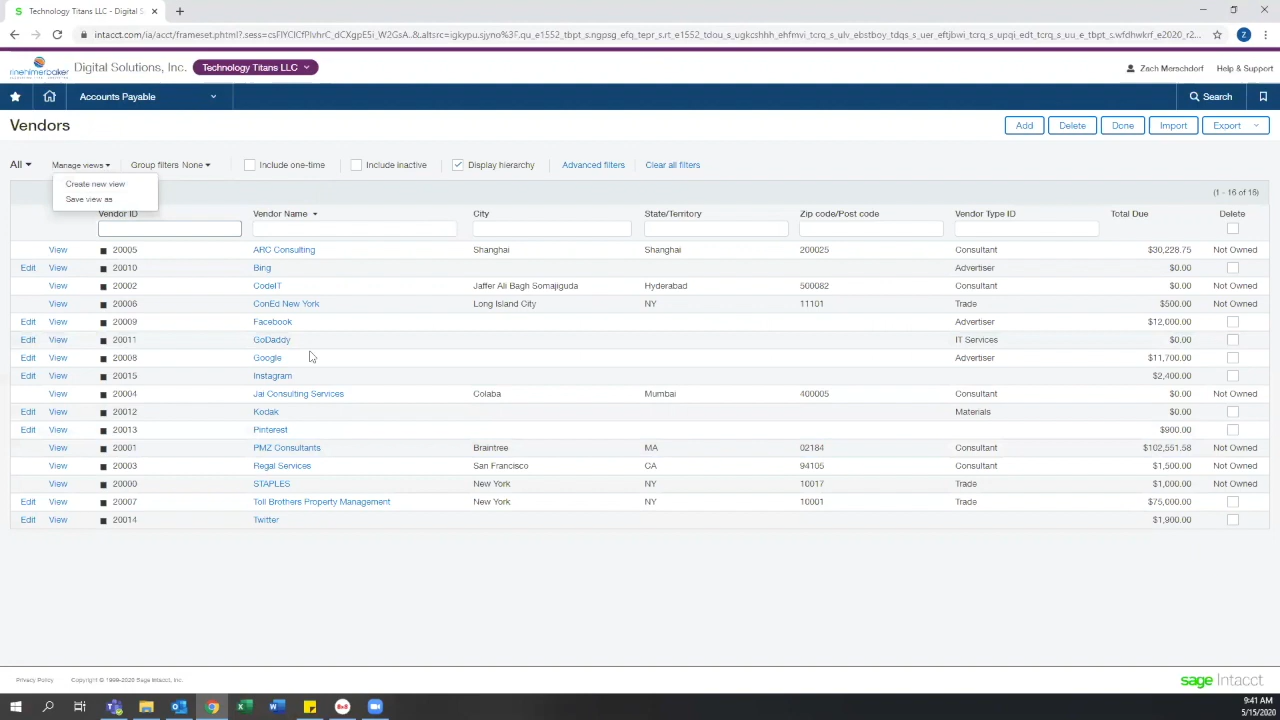 Technology Titans LLC - Digital S
intacct.com/ia/acct/frameset.phtml?.sess=
rinehimerbaker
Digital Solutions, Inc.
Technology Titans LLC
Zach Merschdorf
Help & Support
Accounts Payable
Search
Vendors
Add
Delete
Done
Import
Export
All
Manage views
Group filters None
Include one-time
Include inactive
Display hierarchy
Advanced filters
Clear all filters
Create new view
Save view as
(1 - 16 of 16)
Vendor ID Vendor Name City State/Territory Zip code/Post code Vendor Type ID Total Due Delete
View 20005 ARC Consulting Shanghai Shanghai 200025 Consultant $30,228.75 Not Owned
Edit View 20010 Bing Advertiser $0.00
View 20002 CodeIT Jaffer Ali Bagh Somajiguda Hyderabad 500082 Consultant $0.00 Not Owned
View 20006 ConEd New York Long Island City NY 11101 Trade $500.00 Not Owned
Edit View 20009 Facebook Advertiser $12,000.00
Edit View 20011 GoDaddy IT Services $0.00
Edit View 20008 Google Advertiser $11,700.00
Edit View 20015 Instagram $2,400.00
View 20004 Jai Consulting Services Colaba Mumbai 400005 Consultant $0.00 Not Owned
Edit View 20012 Kodak Materials $0.00
Edit View 20013 Pinterest $900.00
View 20001 PMZ Consultants Braintree MA 02184 Consultant $102,551.58 Not Owned
View 20003 Regal Services San Francisco CA 94105 Consultant $1,500.00 Not Owned
View 20000 STAPLES New York NY 10017 Trade $1,000.00 Not Owned
Edit View 20007 Toll Brothers Property Management New York NY 10001 Trade $75,000.00
Edit View 20014 Twitter $1,900.00
Privacy Policy
Copyright © 1999-2020 Sage Intacct, Inc.
sage Intacct
9:41 AM
5/15/2020